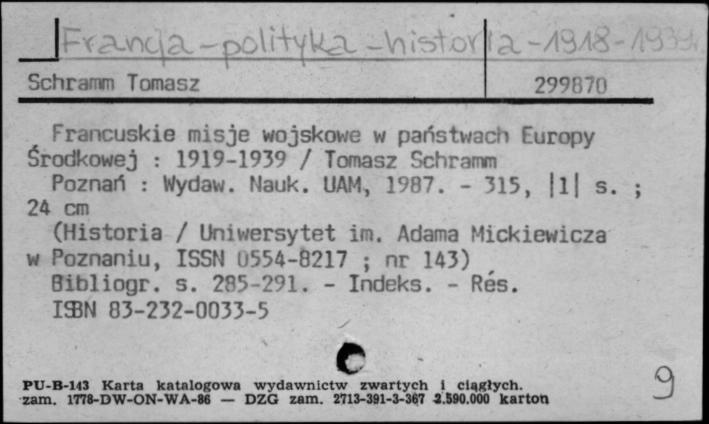 Francja - polityka - historia - 1918-1939r.
Schramm Tomasz 299870
Francuskie misje wojskowe w państwach Europy
Środkowej : 1919-1939 / Tomasz Schramm
Poznań : Wydaw. Nauk. UAM, 1987. - 315, |1| s. ;
24 cm
(Historia / Uniwersytet im. Adama Mickiewicza
w Poznaniu, ISSN 0554-8217 ; nr 143)
Bibliogr. s. 285-291. - Indeks. - Rés.
ISBN 83-232-0033-5
PU-B-143 Karta katalogowa wydawnictw zwartych i ciągłych.
zam. 1778-DW-ON-WA-86 — DZG zam. 2713-391-3-367 2.590.000 karton
9